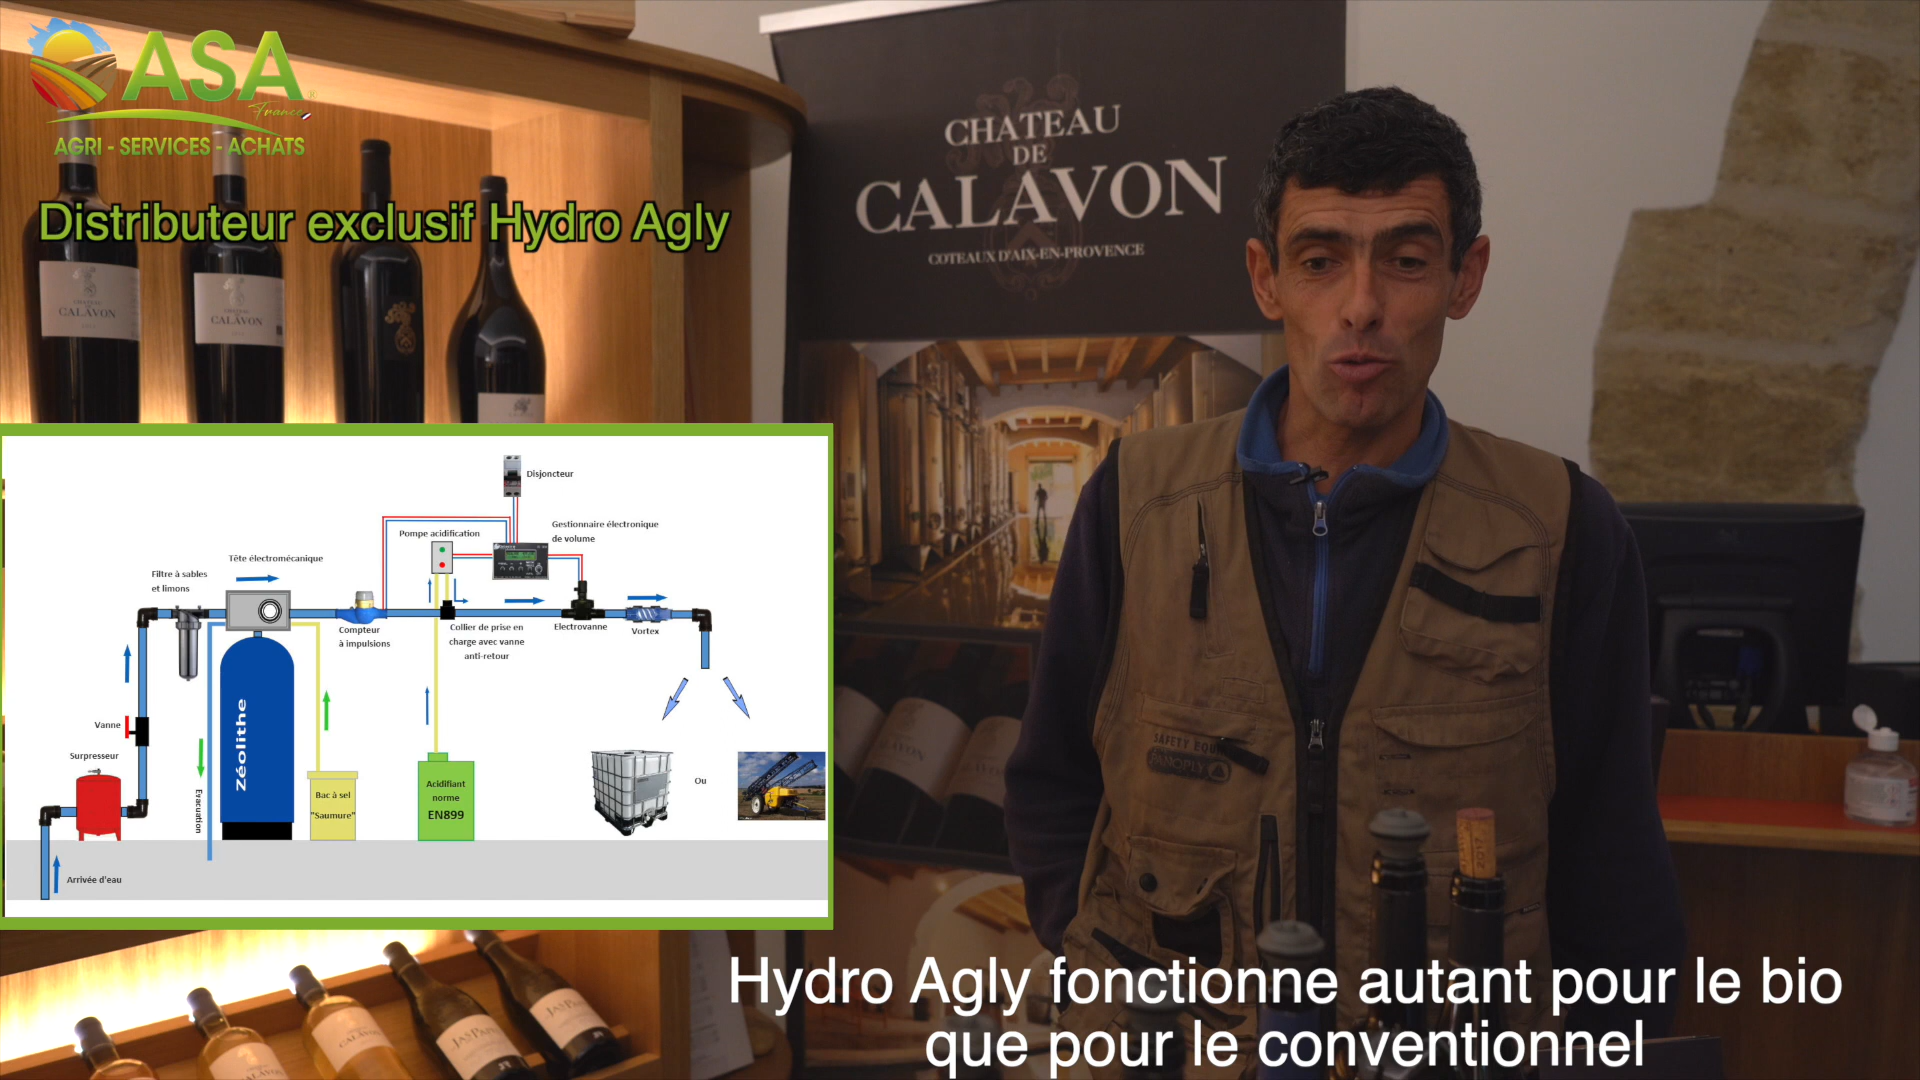 ASA
France
AGRI - SERVICES - ACHATS
Distributeur exclusif Hydro Agly
CHATEAU
DE
CALAVON
COTEAUX D'AIX-EN-PROVENCE
CALAVON
CALAVON
Disjoncteur
Gestionnaire électronique
de volume
Pompe acidification
Tête électromécanique
Filtre à sables
et limons
Compteur
à impulsions
Collier de prise en
charge avec vanne
anti-retour
Electrovanne
Vortex
Vanne
Surpresseur
Zéolithe
Evacuation
Bac à sel
"Saumure"
Acidifiant
norme
EN899
Ou
Arrivée d'eau
SAFETY EQUI
PANOPLY
Hydro Agly fonctionne autant pour le bio
que pour le conventionnel